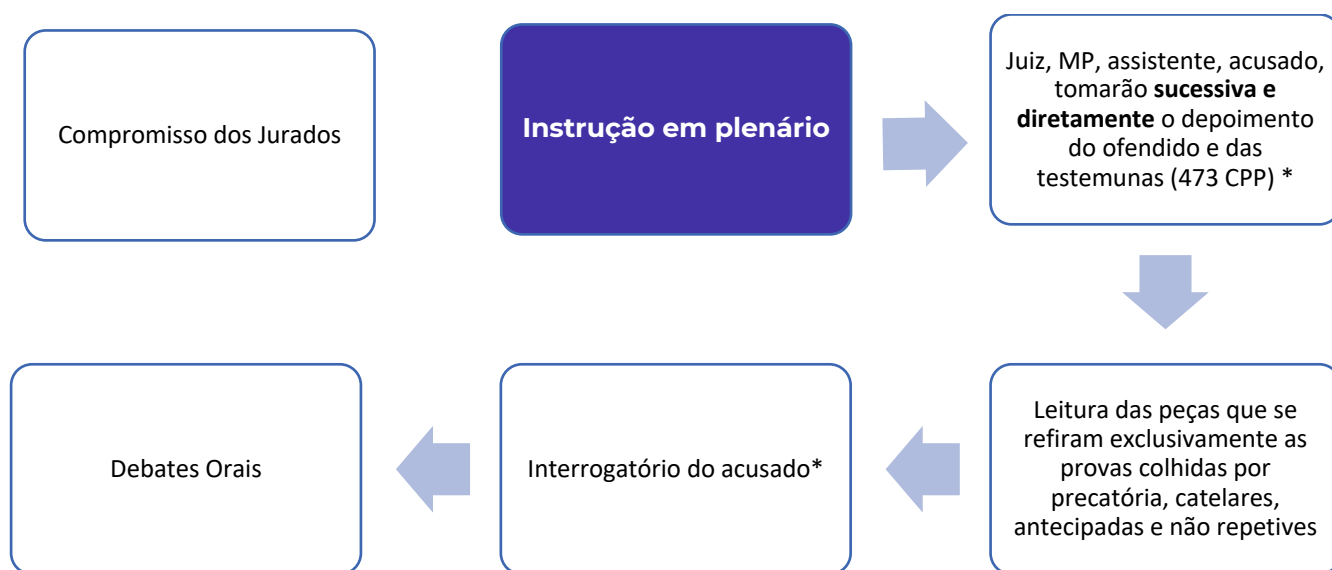 Compromisso dos Jurados
Instrução em plenário
Juiz, MP, assistente, acusado,
tomarão sucessiva e
diretamente o depoimento
do ofendido e das
testemunas (473 CPP) *
Leitura das peças que se
refiram exclusivamente as
provas colhidas por
precatória, catelares,
antecipadas e não repetives
Interrogatório do acusado*
Debates Orais